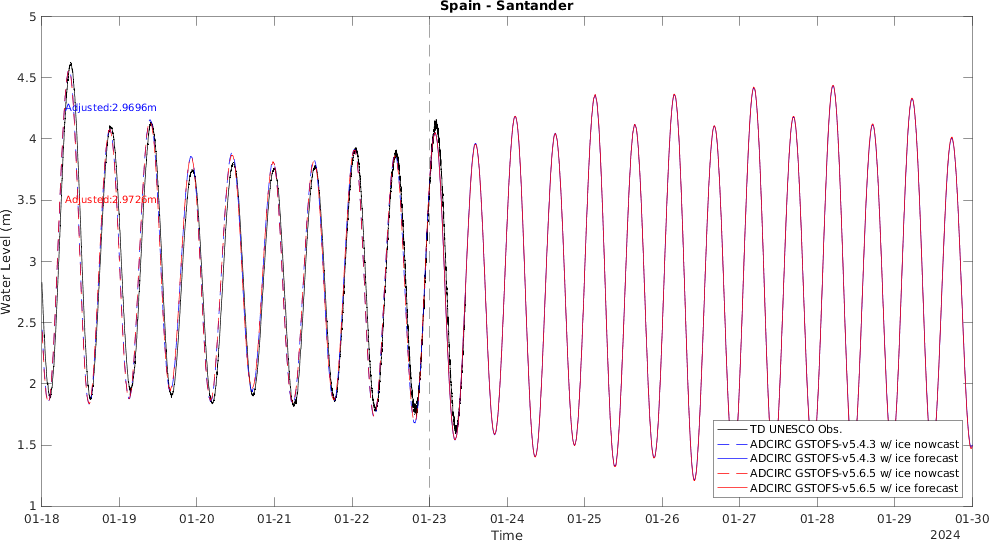 Spain - Santander
5
4.5
4
3.5
3
2.5
2
1.5
1
Water Level (m)
Adjusted:2.9696m
Adjusted:2.9726m
TD UNESCO Obs.
ADCIRC GSTOFS-v5.4.3 w/ ice nowcast
ADCIRC GSTOFS-v5.4.3 w/ ice forecast
ADCIRC GSTOFS-v5.6.5 w/ ice nowcast
ADCIRC GSTOFS-v5.6.5 w/ ice forecast
01-18 01-19 01-20 01-21 01-22 01-23 01-24 01-25 01-26 01-27 01-28 01-29 01-30
Time
2024